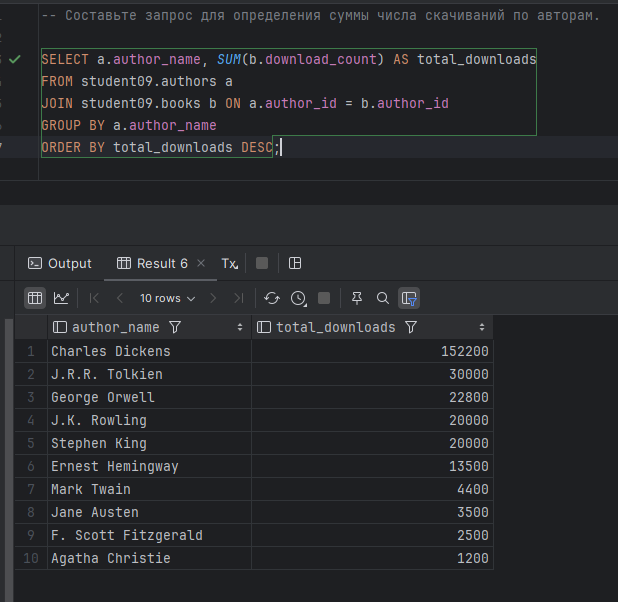 -- Составьте запрос для определения суммы числа скачиваний по авторам.
SELECT a.author_name, SUM(b.download_count) AS total_downloads
FROM student09.authors a
JOIN student09.books b ON a.author_id = b.author_id
GROUP BY a.author_name
ORDER BY total_downloads DESC;
Output Result 6 × Tx
10 rows
author_name total_downloads
1 Charles Dickens 152200
2 J.R.R. Tolkien 30000
3 George Orwell 22800
4 J.K. Rowling 20000
5 Stephen King 20000
6 Ernest Hemingway 13500
7 Mark Twain 4400
8 Jane Austen 3500
9 F. Scott Fitzgerald 2500
10 Agatha Christie 1200